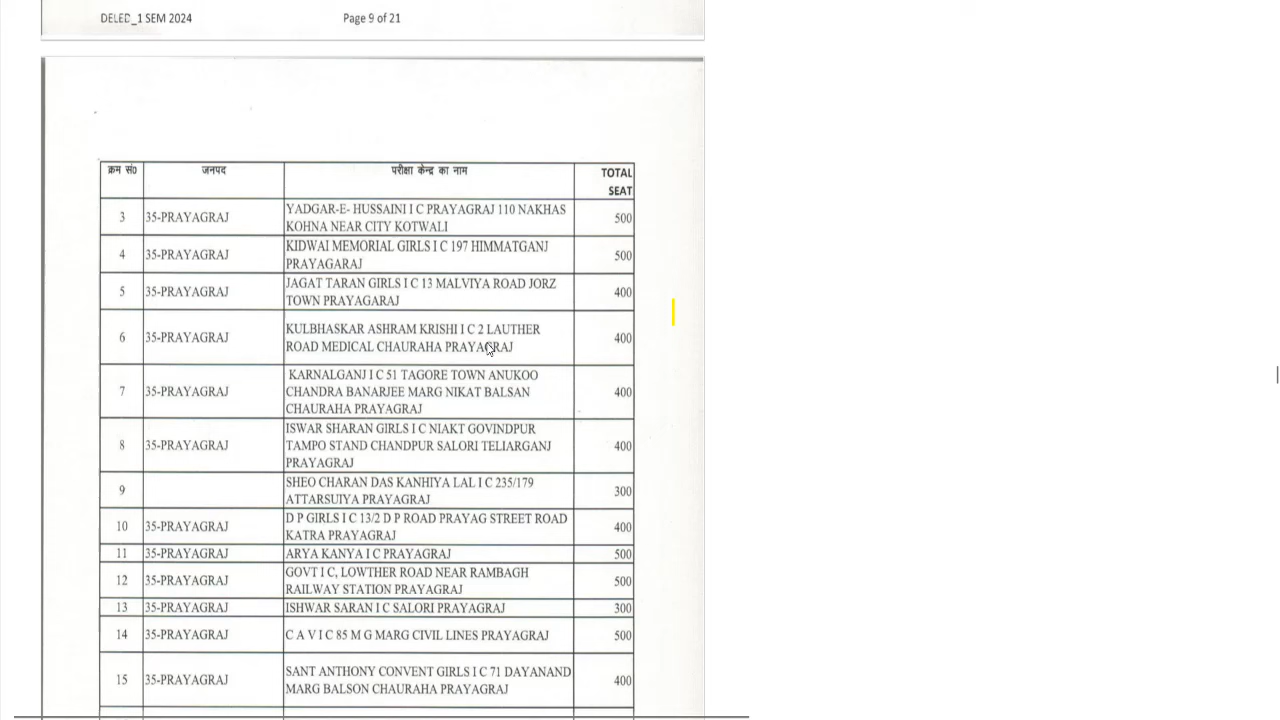 DELED_1 SEM 2024 Page 9 of 21
क्रम सं0 जनपद परीक्षा केन्द्र का नाम TOTAL SEAT
3 35-PRAYAGRAJ YADGAR-E- HUSSAINI I C PRAYAGRAJ 110 NAKHAS
KOHNA NEAR CITY KOTWALI 500
4 35-PRAYAGRAJ KIDWAI MEMORIAL GIRLS I C 197 HIMMATGANJ
PRAYAGARAJ 500
5 35-PRAYAGRAJ JAGAT TARAN GIRLS I C 13 MALVIYA ROAD JORZ
TOWN PRAYAGARAJ 400
6 35-PRAYAGRAJ KULBHASKAR ASHRAM KRISHI I C 2 LAUTHER
ROAD MEDICAL CHAURAHA PRAYAGRAJ 400
7 35-PRAYAGRAJ KARNALGANJ I C 51 TAGORE TOWN ANUKOO
CHANDRA BANARJEE MARG NIKAT BALSAN
CHAURAHA PRAYAGRAJ 400
8 35-PRAYAGRAJ ISWAR SHARAN GIRLS I C NIAKT GOVINDPUR
TAMPO STAND CHANDPUR SALORI TELIARGANJ
PRAYAGRAJ 400
9 SHEO CHARAN DAS KANHIYA LAL I C 235/179
ATTARSUIYA PRAYAGRAJ 300
10 35-PRAYAGRAJ D P GIRLS I C 13/2 D P ROAD PRAYAG STREET ROAD
KATRA PRAYAGRAJ 400
11 35-PRAYAGRAJ ARYA KANYA I C PRAYAGRAJ 500
12 35-PRAYAGRAJ GOVT I C, LOWTHER ROAD NEAR RAMBAGH
RAILWAY STATION PRAYAGRAJ 500
13 35-PRAYAGRAJ ISHWAR SARAN I C SALORI PRAYAGRAJ 300
14 35-PRAYAGRAJ C A V I C 85 M G MARG CIVIL LINES PRAYAGRAJ 500
15 35-PRAYAGRAJ SANT ANTHONY CONVENT GIRLS I C 71 DAYANAND
MARG BALSON CHAURAHA PRAYAGRAJ 400